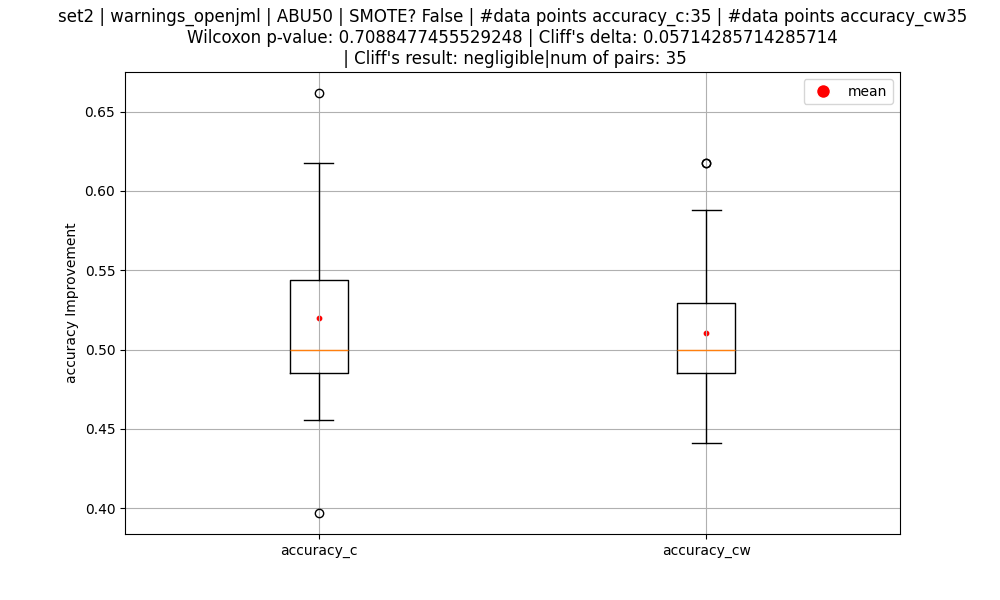 set2 | warnings_openjml | ABU50 | SMOTE? False | #data points accuracy_c:35 | #data points accuracy_cw35
Wilcoxon p-value: 0.7088477455529248 | Cliff's delta: 0.05714285714285714
| Cliff's result: negligible|num of pairs: 35
mean
0.65
0.60
0.55
0.50
0.45
0.40
accuracy Improvement
accuracy_c
accuracy_cw